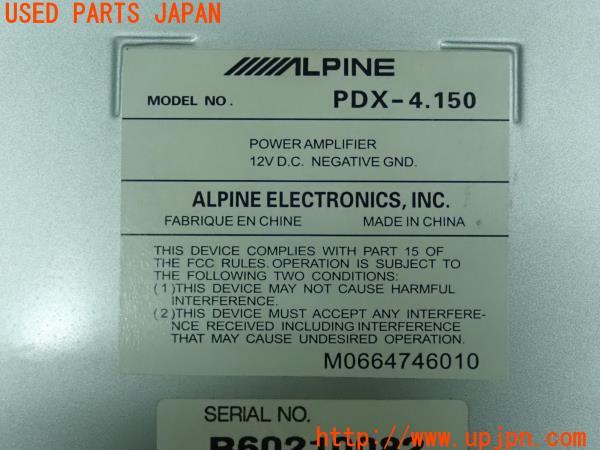 USED PARTS JAPAN
ALPINE
MODEL NO. PDX-4.150
POWER AMPLIFIER
12V D.C. NEGATIVE GND.
ALPINE ELECTRONICS, INC.
FABRIQUE EN CHINE MADE IN CHINA
THIS DEVICE COMPLIES WITH PART 15 OF
THE FCC RULES. OPERATION IS SUBJECT TO
THE FOLLOWING TWO CONDITIONS:
(1) THIS DEVICE MAY NOT CAUSE HARMFUL
INTERFERENCE.
(2) THIS DEVICE MUST ACCEPT ANY INTERFERE-
NCE RECEIVED INCLUDING INTERFERENCE
THAT MAY CAUSE UNDESIRED OPERATION.
M0664746010
SERIAL NO.
https://www.upjpn.com